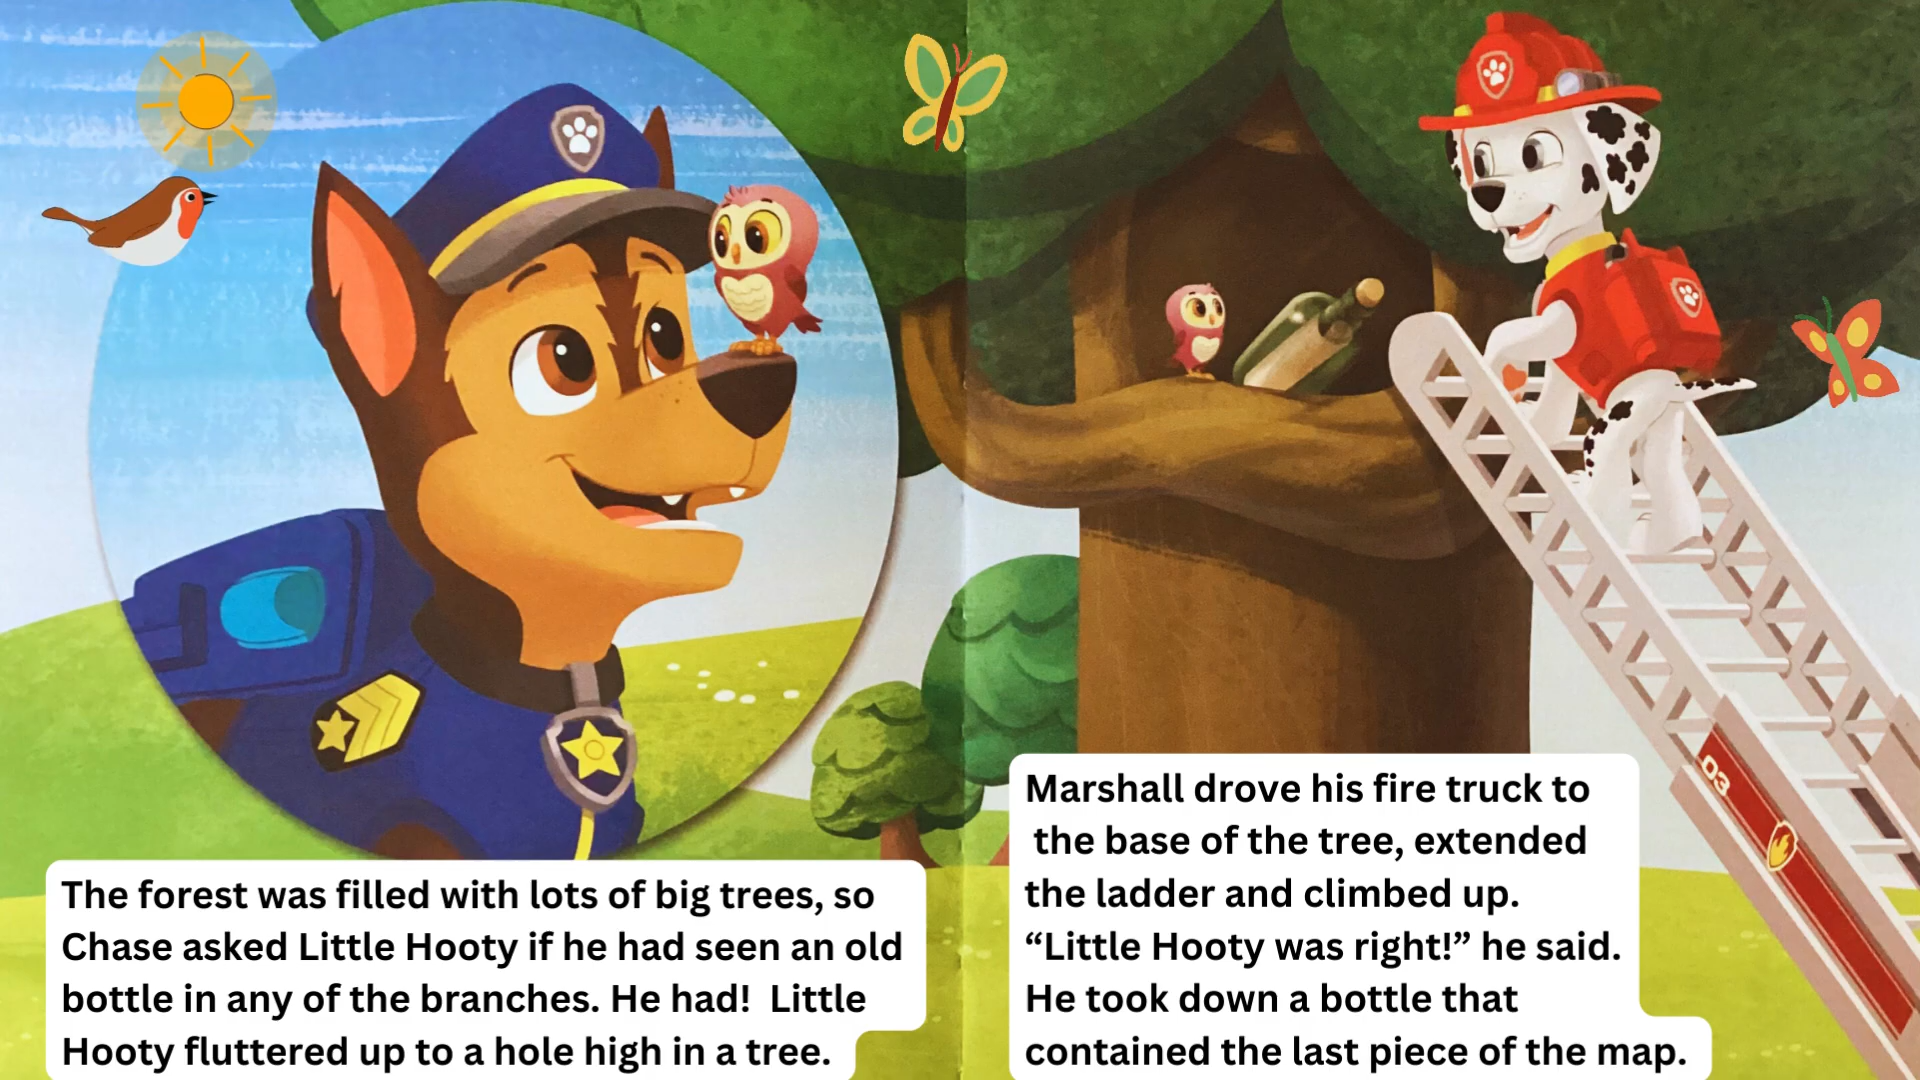 The forest was filled with lots of big trees, so
Chase asked Little Hooty if he had seen an old
bottle in any of the branches. He had!  Little
Hooty fluttered up to a hole high in a tree.
Marshall drove his fire truck to
the base of the tree, extended
the ladder and climbed up.
“Little Hooty was right!” he said.
He took down a bottle that
contained the last piece of the map.
03